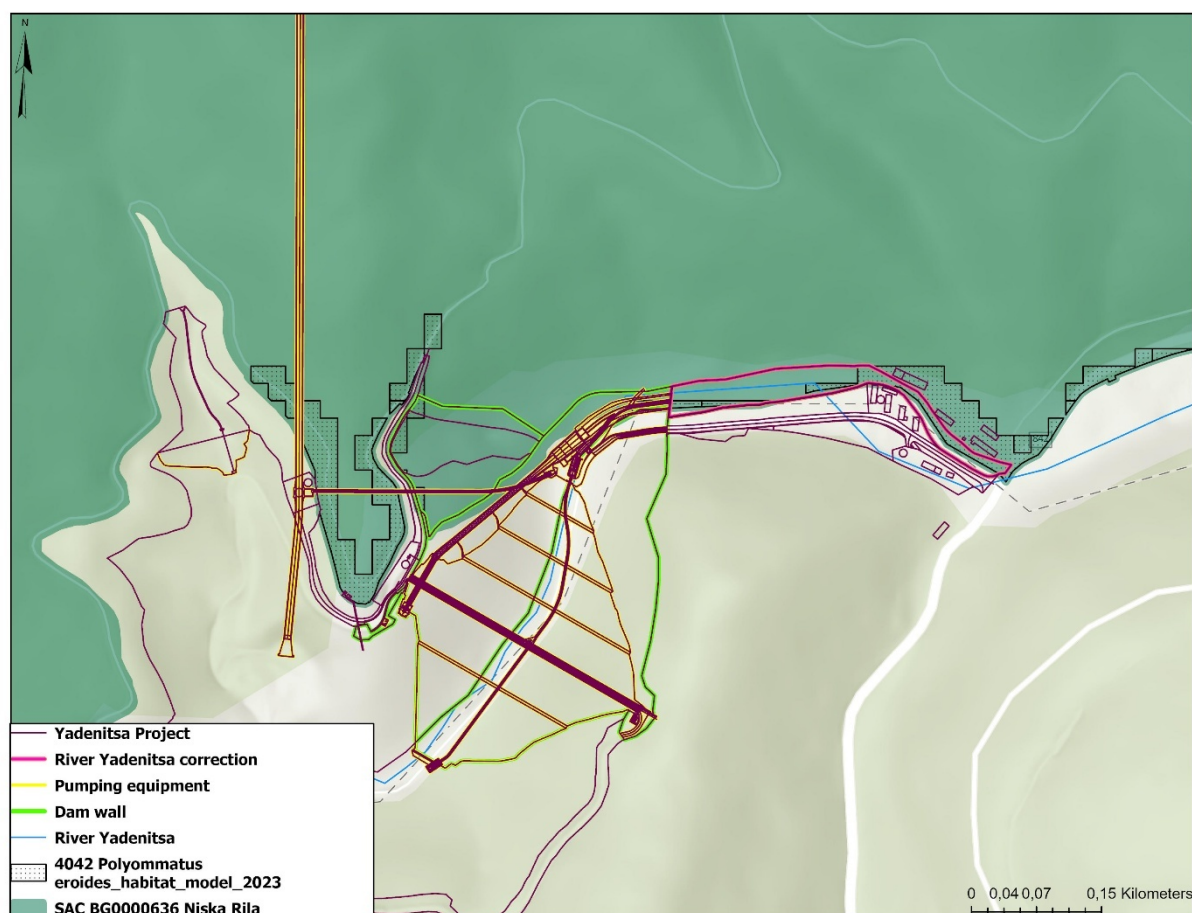 N
Yadenitsa Project
River Yadenitsa correction
Pumping equipment
Dam wall
River Yadenitsa
4042 Polyommatus
eroides_habitat_model_2023
SAC BG0000636 Niska Rila
0 0,04 0,07 0,15 Kilometers